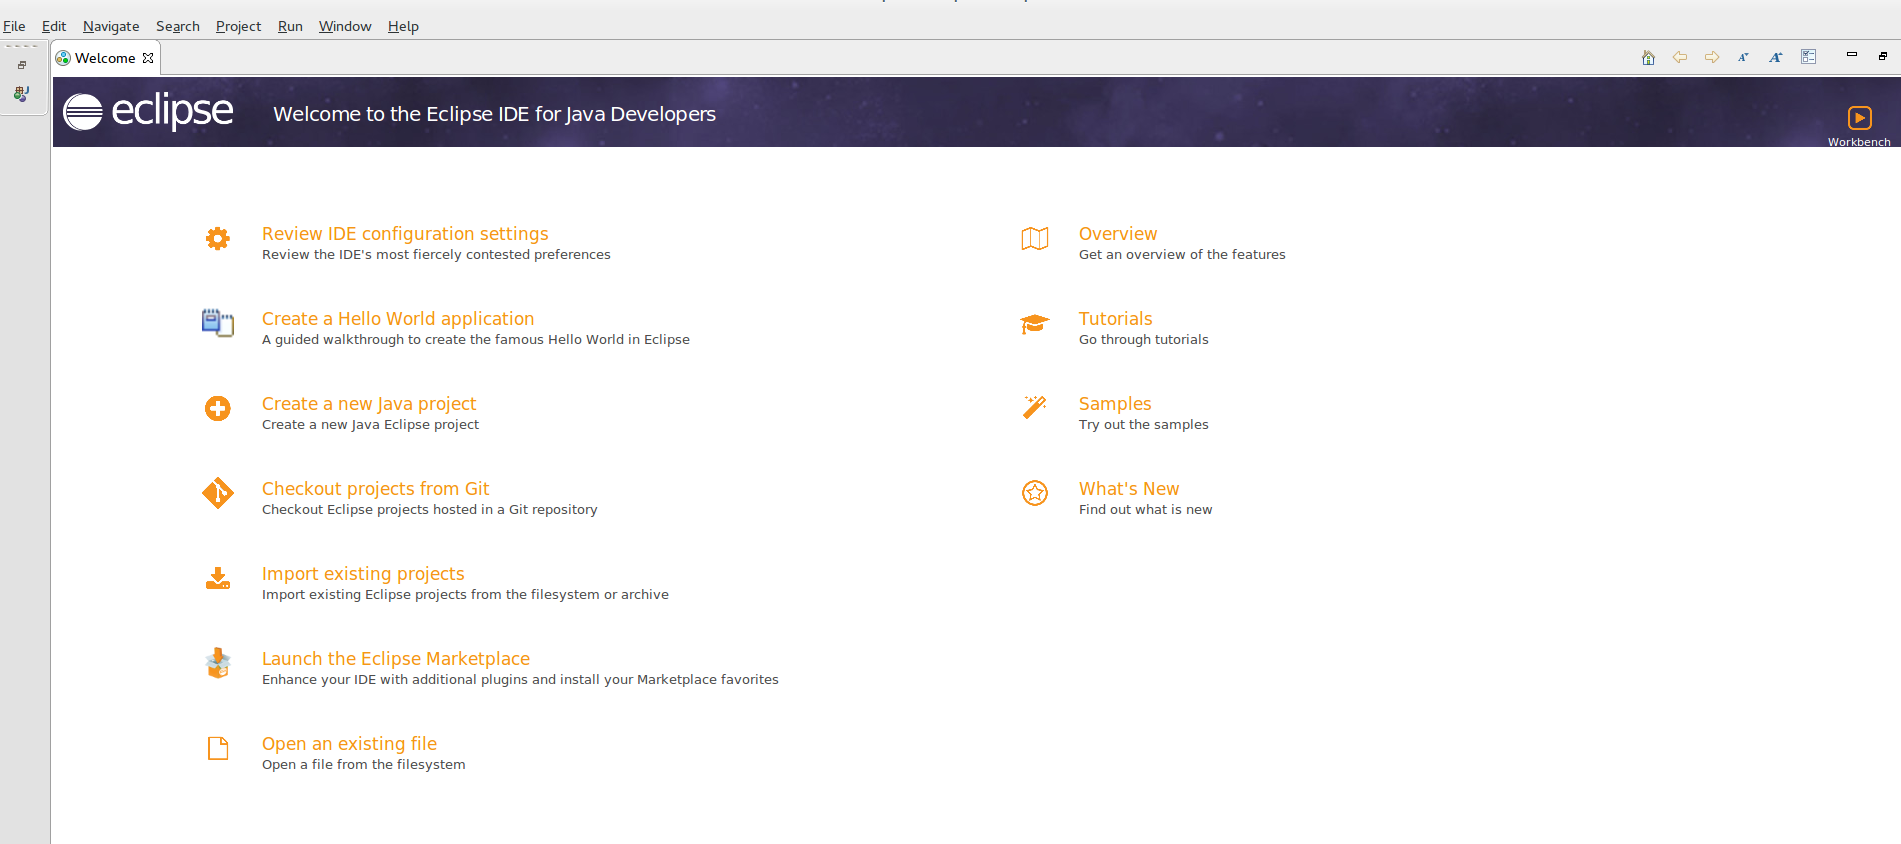 File Edit Navigate Search Project Run Window Help
Welcome
eclipse Welcome to the Eclipse IDE for Java Developers
Workbench
Review IDE configuration settings
Review the IDE's most fiercely contested preferences
Create a Hello World application
A guided walkthrough to create the famous Hello World in Eclipse
Create a new Java project
Create a new Java Eclipse project
Checkout projects from Git
Checkout Eclipse projects hosted in a Git repository
Import existing projects
Import existing Eclipse projects from the filesystem or archive
Launch the Eclipse Marketplace
Enhance your IDE with additional plugins and install your Marketplace favorites
Open an existing file
Open a file from the filesystem
Overview
Get an overview of the features
Tutorials
Go through tutorials
Samples
Try out the samples
What's New
Find out what is new